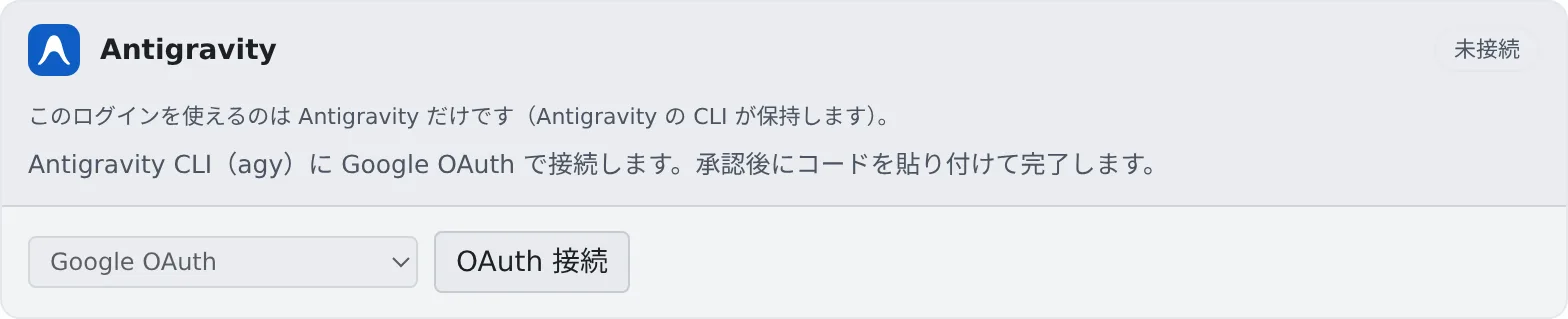 Antigravity
未接続
このログインを使えるのは Antigravity だけです（Antigravity の CLI が保持します）。
Antigravity CLI（agy）に Google OAuth で接続します。承認後にコードを貼り付けて完了します。
Google OAuth
OAuth 接続